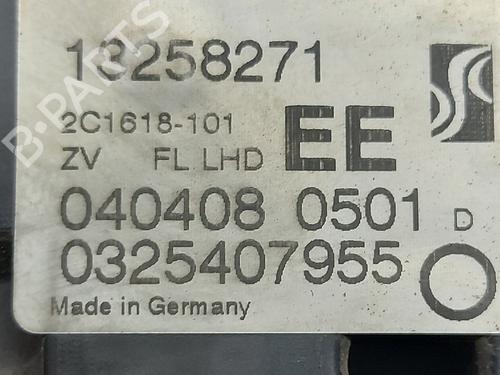 13258271
2C1618-101
ZV FL LHD EE
040408 0501 D
0325407955
Made in Germany
B-PARTS